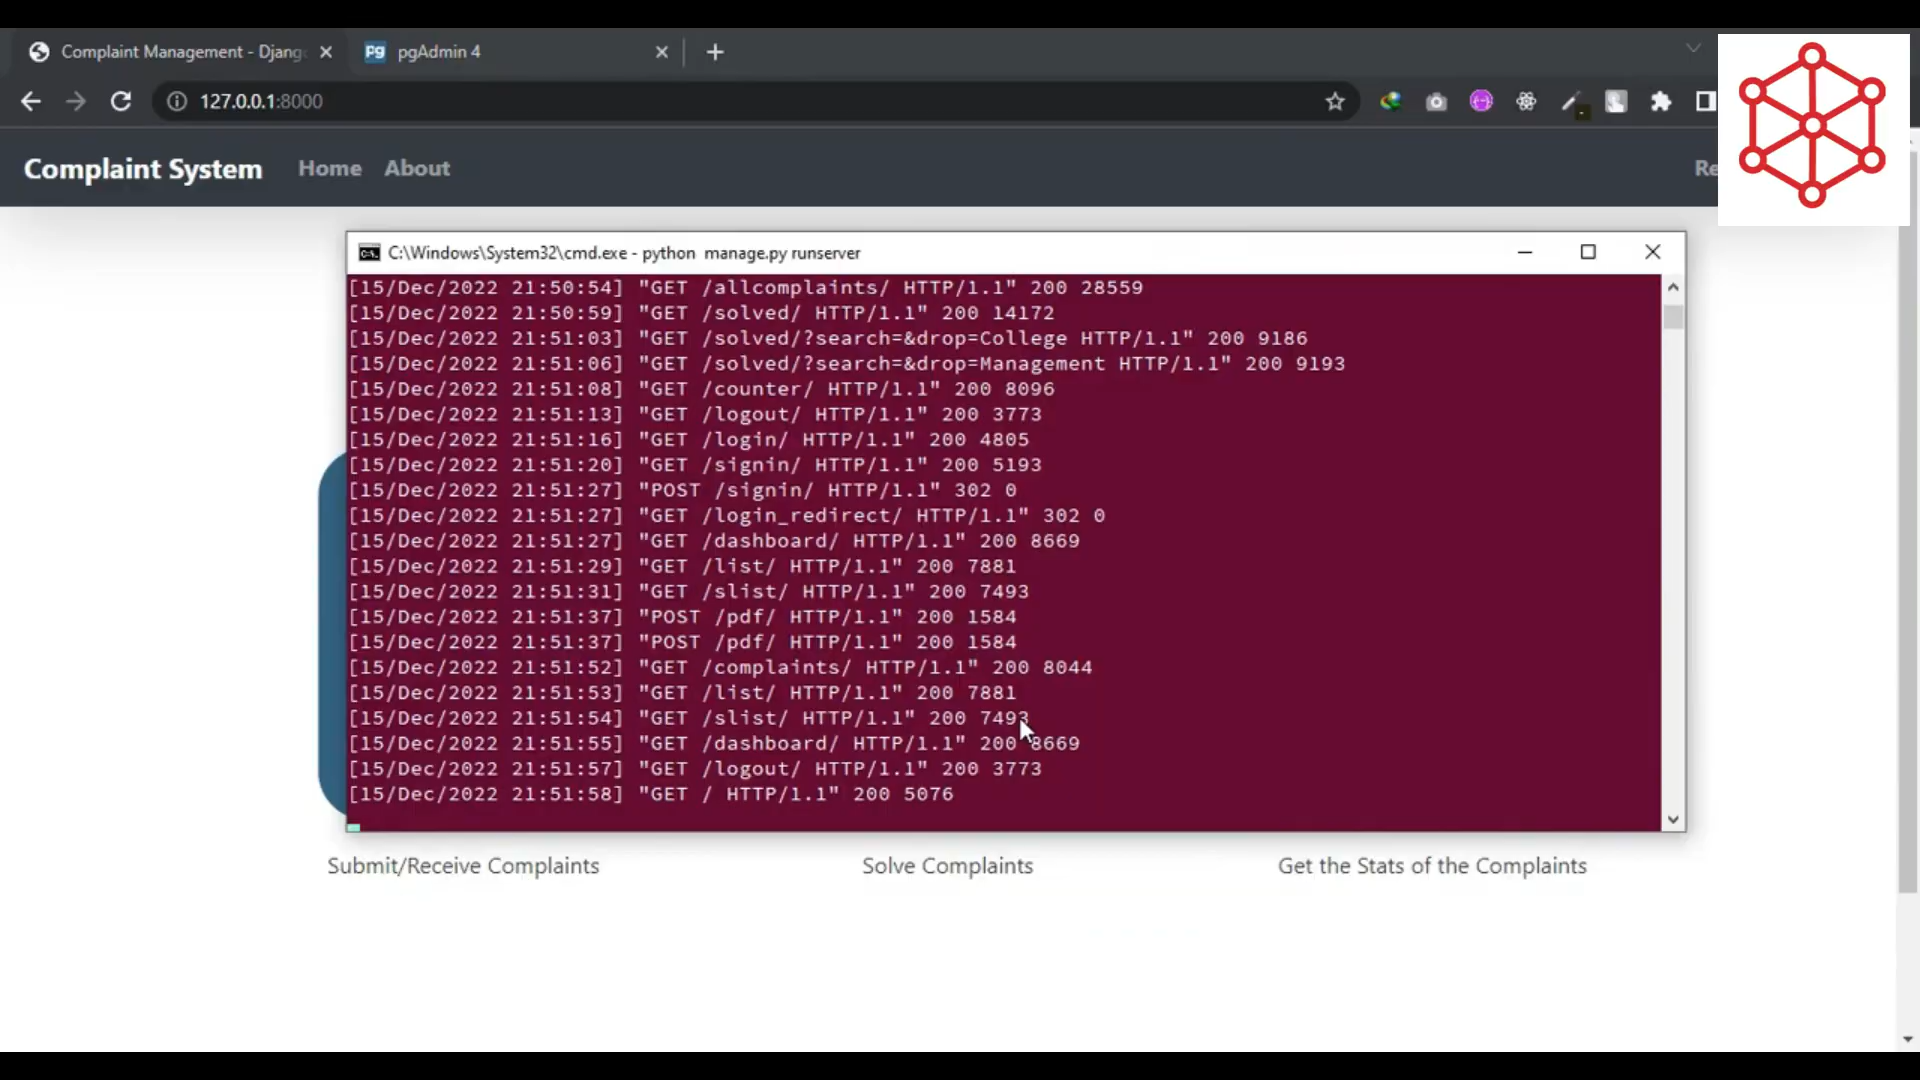 Complaint Management - Djang
pgAdmin 4
127.0.0.1:8000
Complaint System
Home
About
Re
C:\Windows\System32\cmd.exe - python  manage.py runserver
[15/Dec/2022 21:50:54] "GET /allcomplaints/ HTTP/1.1" 200 28559
[15/Dec/2022 21:50:59] "GET /solved/ HTTP/1.1" 200 14172
[15/Dec/2022 21:51:03] "GET /solved/?search=&drop=College HTTP/1.1" 200 9186
[15/Dec/2022 21:51:06] "GET /solved/?search=&drop=Management HTTP/1.1" 200 9193
[15/Dec/2022 21:51:08] "GET /counter/ HTTP/1.1" 200 8096
[15/Dec/2022 21:51:13] "GET /logout/ HTTP/1.1" 200 3773
[15/Dec/2022 21:51:16] "GET /login/ HTTP/1.1" 200 4805
[15/Dec/2022 21:51:20] "GET /signin/ HTTP/1.1" 200 5193
[15/Dec/2022 21:51:27] "POST /signin/ HTTP/1.1" 302 0
[15/Dec/2022 21:51:27] "GET /login_redirect/ HTTP/1.1" 302 0
[15/Dec/2022 21:51:27] "GET /dashboard/ HTTP/1.1" 200 8669
[15/Dec/2022 21:51:29] "GET /list/ HTTP/1.1" 200 7881
[15/Dec/2022 21:51:31] "GET /slist/ HTTP/1.1" 200 7493
[15/Dec/2022 21:51:37] "POST /pdf/ HTTP/1.1" 200 1584
[15/Dec/2022 21:51:37] "POST /pdf/ HTTP/1.1" 200 1584
[15/Dec/2022 21:51:52] "GET /complaints/ HTTP/1.1" 200 8044
[15/Dec/2022 21:51:53] "GET /list/ HTTP/1.1" 200 7881
[15/Dec/2022 21:51:54] "GET /slist/ HTTP/1.1" 200 7493
[15/Dec/2022 21:51:55] "GET /dashboard/ HTTP/1.1" 200 8669
[15/Dec/2022 21:51:57] "GET /logout/ HTTP/1.1" 200 3773
[15/Dec/2022 21:51:58] "GET / HTTP/1.1" 200 5076
Submit/Receive Complaints
Solve Complaints
Get the Stats of the Complaints